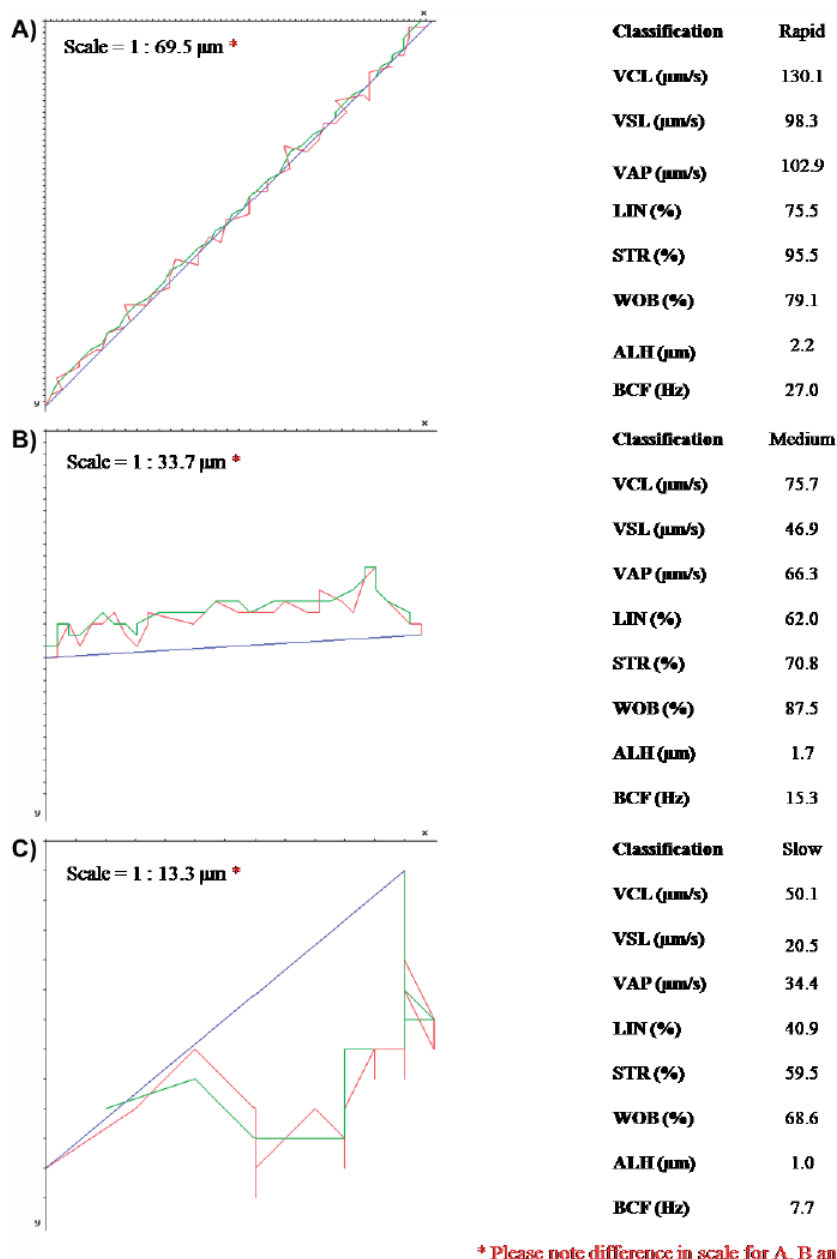 A)
Scale = 1 : 69.5 µm *
x
y
Classification Rapid
VCL (µm/s) 130.1
VSL (µm/s) 98.3
VAP (µm/s) 102.9
LIN (%) 75.5
STR (%) 95.5
WOB (%) 79.1
ALH (µm) 2.2
BCF (Hz) 27.0
B)
Scale = 1 : 33.7 µm *
x
y
Classification Medium
VCL (µm/s) 75.7
VSL (µm/s) 46.9
VAP (µm/s) 66.3
LIN (%) 62.0
STR (%) 70.8
WOB (%) 87.5
ALH (µm) 1.7
BCF (Hz) 15.3
C)
Scale = 1 : 13.3 µm *
x
y
Classification Slow
VCL (µm/s) 50.1
VSL (µm/s) 20.5
VAP (µm/s) 34.4
LIN (%) 40.9
STR (%) 59.5
WOB (%) 68.6
ALH (µm) 1.0
BCF (Hz) 7.7
* Please note difference in scale for A, B an